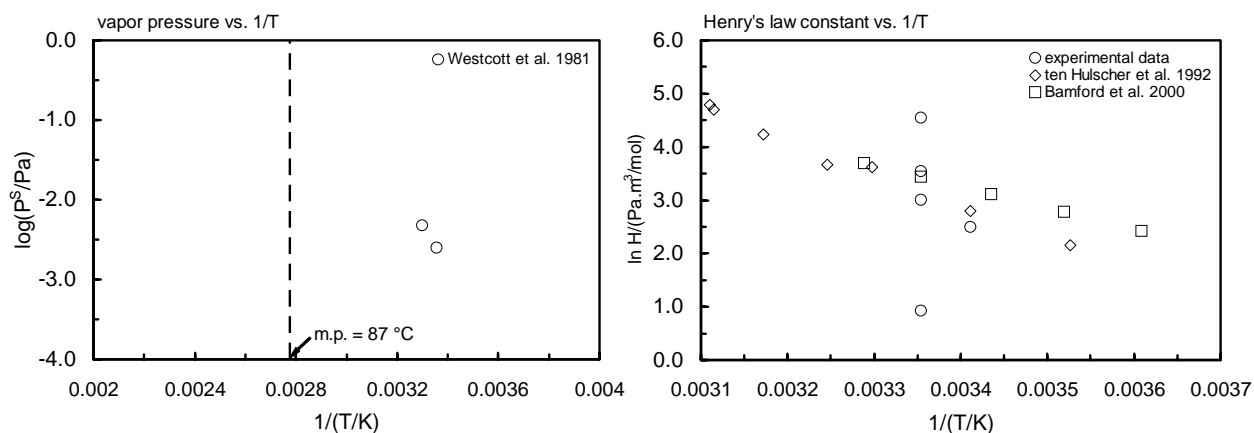 vapor pressure vs. 1/T
0.0
-1.0
-2.0
-3.0
-4.0
log(Pˢ/Pa)
Westcott et al. 1981
m.p. = 87 °C
0.002 0.0024 0.0028 0.0032 0.0036 0.004
1/(T/K)
Henry's law constant vs. 1/T
6.0
5.0
4.0
3.0
2.0
1.0
0.0
ln H/(Pa.m³/mol)
experimental data
ten Hulscher et al. 1992
Bamford et al. 2000
0.0031 0.0032 0.0033 0.0034 0.0035 0.0036 0.0037
1/(T/K)